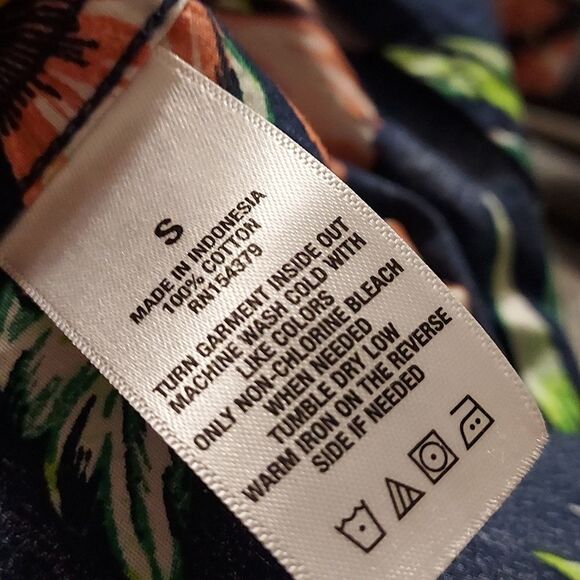 S
MADE IN INDONESIA
100% COTTON
RN154379
TURN GARMENT INSIDE OUT
MACHINE WASH COLD WITH
LIKE COLORS
ONLY NON-CHLORINE BLEACH
WHEN NEEDED
TUMBLE DRY LOW
WARM IRON ON THE REVERSE
SIDE IF NEEDED